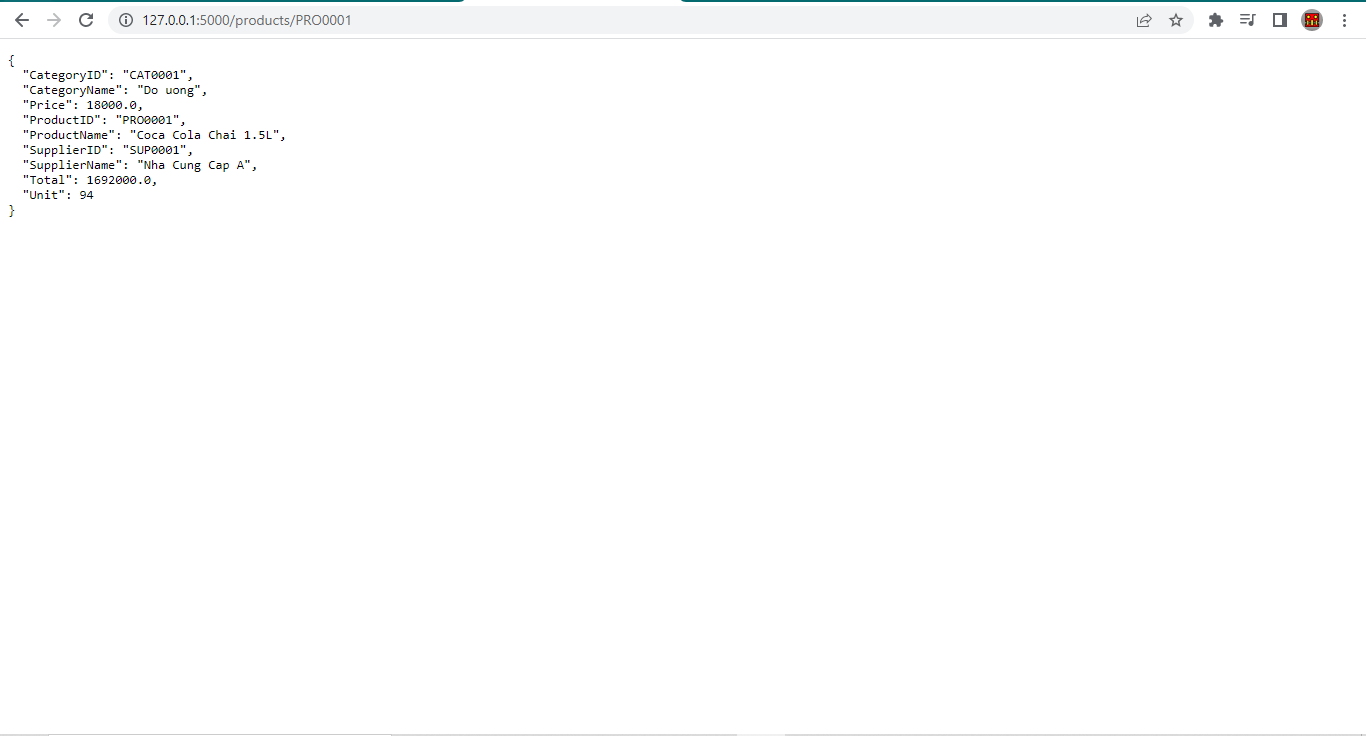 127.0.0.1:5000/products/PRO0001
{
  "CategoryID": "CAT0001",
  "CategoryName": "Do uong",
  "Price": 18000.0,
  "ProductID": "PRO0001",
  "ProductName": "Coca Cola Chai 1.5L",
  "SupplierID": "SUP0001",
  "SupplierName": "Nha Cung Cap A",
  "Total": 1692000.0,
  "Unit": 94
}